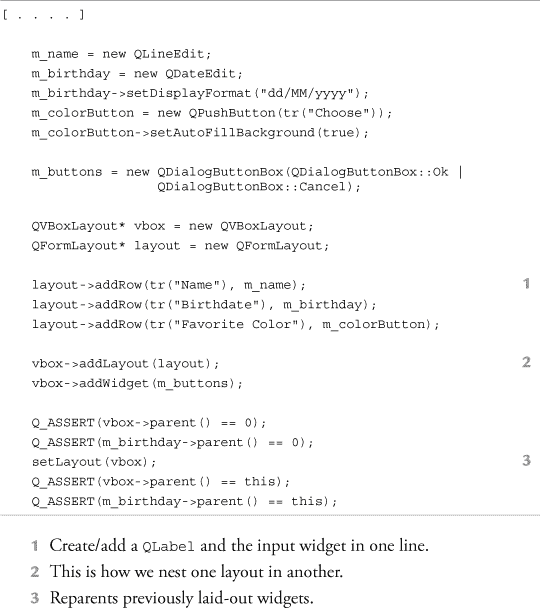 [ . . . . ]
m_name = new QLineEdit;
m_birthday = new QDateEdit;
m_birthday->setDisplayFormat("dd/MM/yyyy");
m_colorButton = new QPushButton(tr("Choose"));
m_colorButton->setAutoFillBackground(true);
m_buttons = new QDialogButtonBox(QDialogButtonBox::Ok |
QDialogButtonBox::Cancel);
QVBoxLayout* vbox = new QVBoxLayout;
QFormLayout* layout = new QFormLayout;
layout->addRow(tr("Name"), m_name); 1
layout->addRow(tr("Birthdate"), m_birthday);
layout->addRow(tr("Favorite Color"), m_colorButton);
vbox->addLayout(layout); 2
vbox->addWidget(m_buttons);
Q_ASSERT(vbox->parent() == 0);
Q_ASSERT(m_birthday->parent() == 0);
setLayout(vbox); 3
Q_ASSERT(vbox->parent() == this);
Q_ASSERT(m_birthday->parent() == this);
1 Create/add a QLabel and the input widget in one line.
2 This is how we nest one layout in another.
3 Reparents previously laid-out widgets.